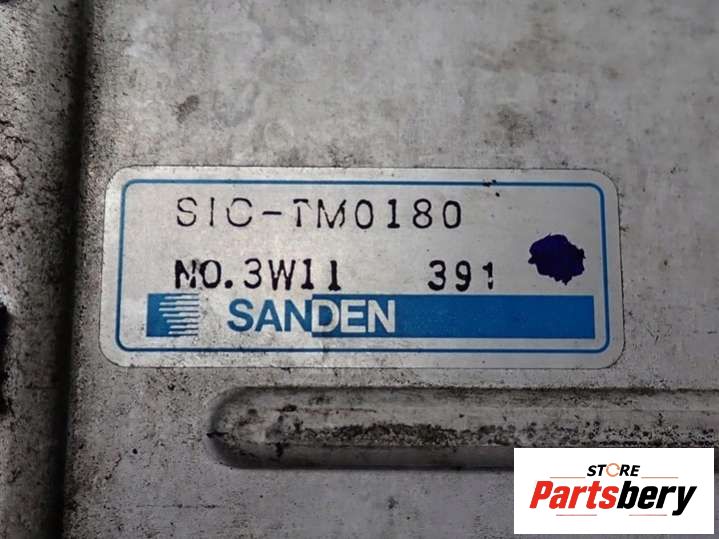 SIC-TM0180
NO.3W11 391
SANDEN
STORE
Partsbery